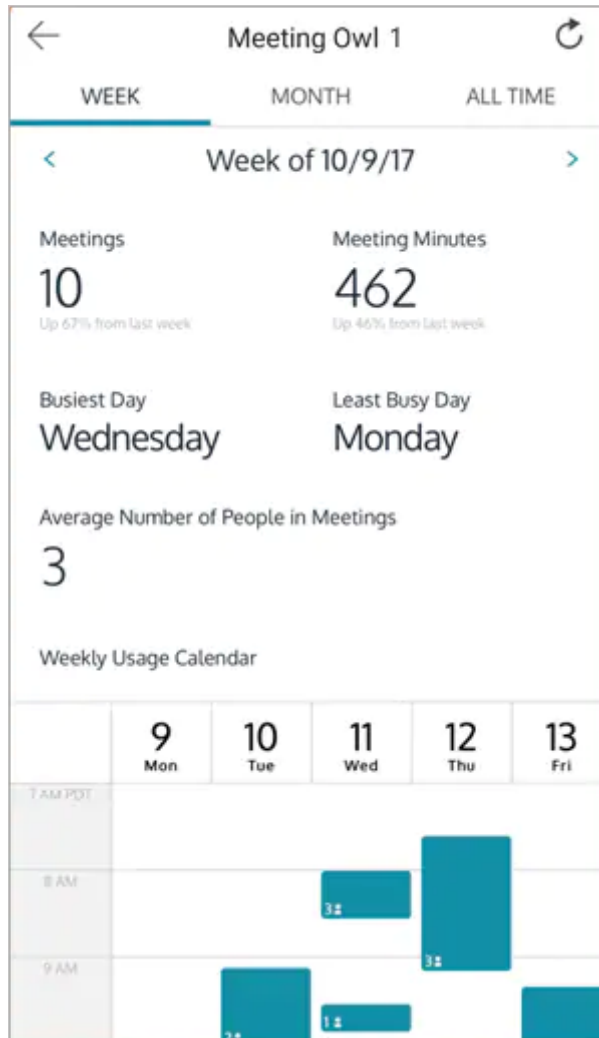 Meeting Owl 1
WEEK MONTH ALL TIME
< Week of 10/9/17 >
Meetings
10
Up 67% from last week
Meeting Minutes
462
Up 46% from last week
Busiest Day
Wednesday
Least Busy Day
Monday
Average Number of People in Meetings
3
Weekly Usage Calendar
9 10 11 12 13
Mon Tue Wed Thu Fri
7 AM PDT
8 AM
3
3
9 AM
1